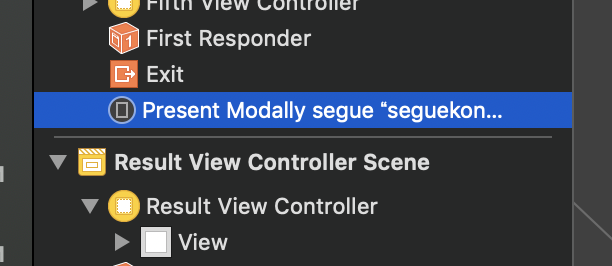 Fifth View Controller
First Responder
Exit
Present Modally segue “seguekon...
Result View Controller Scene
Result View Controller
View